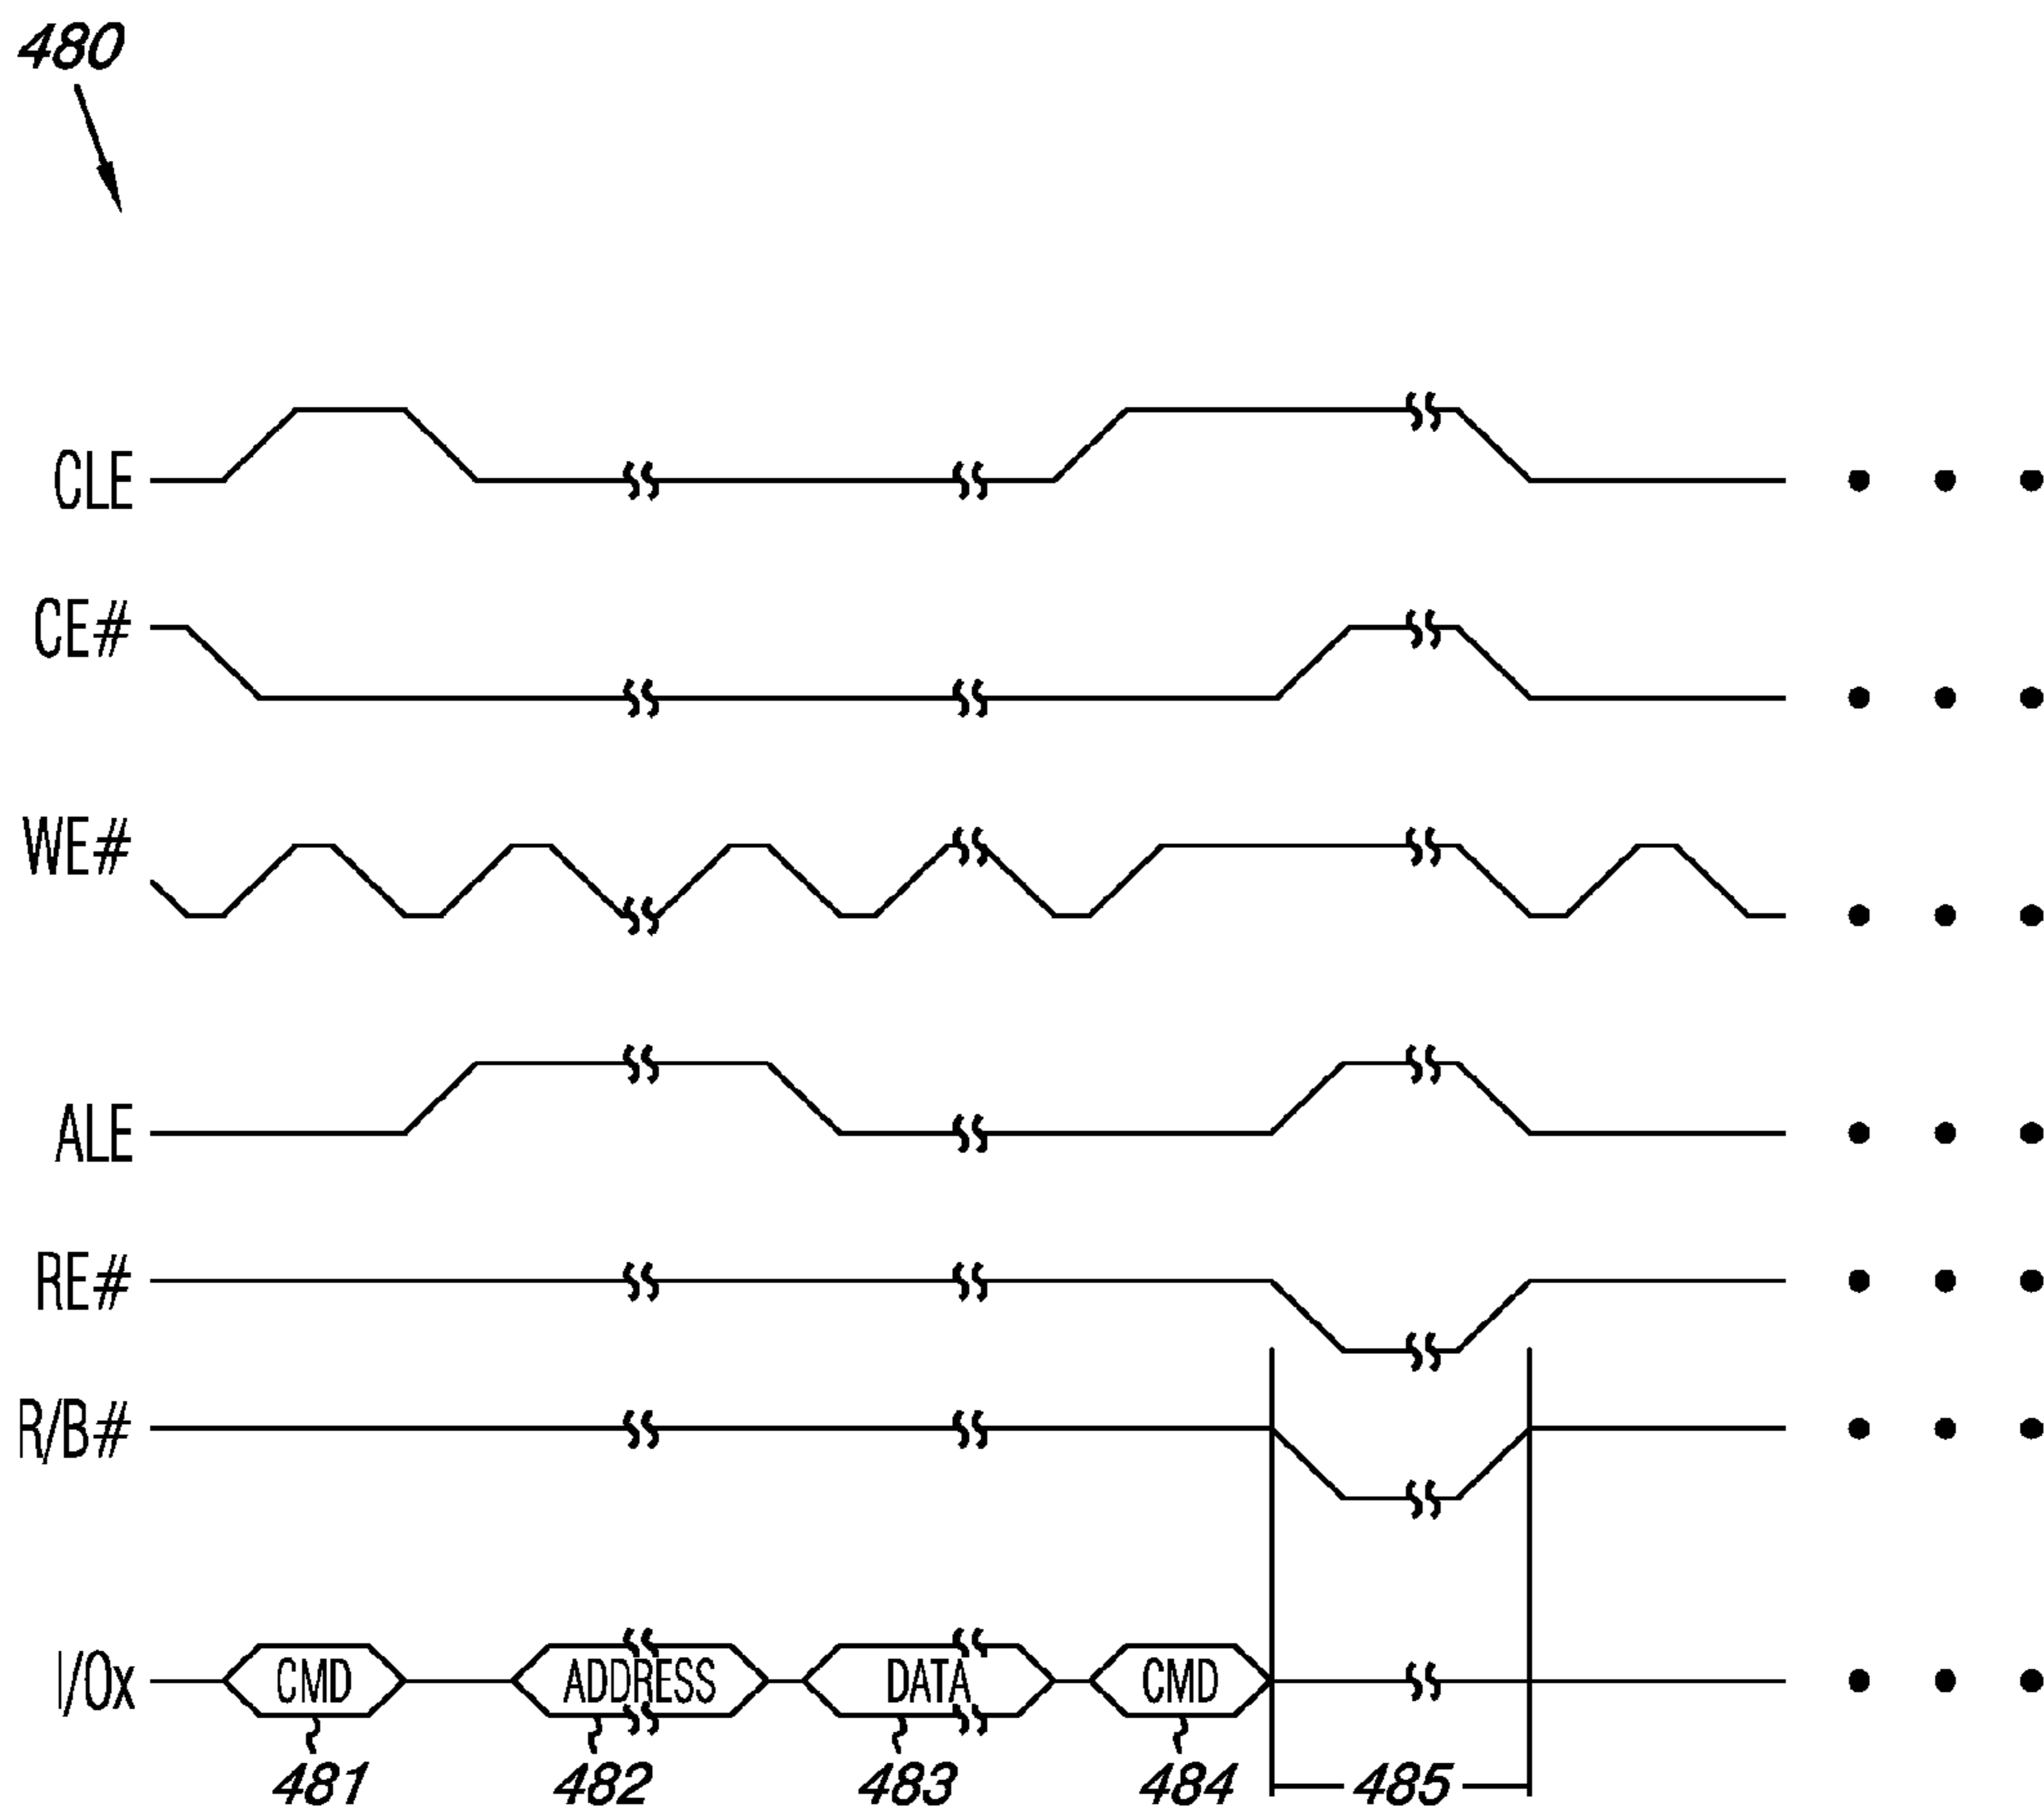 480
CLE
CE#
WE#
ALE
RE#
R/B#
I/Ox CMD ADDRESS DATA CMD
481 482 483 484 485